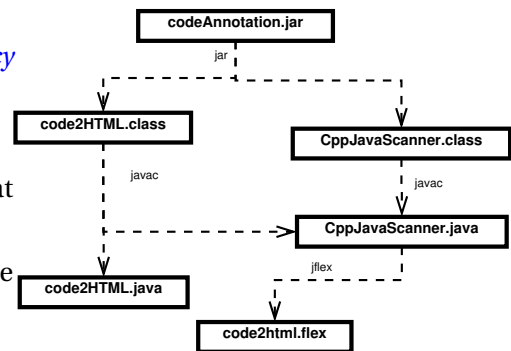 codeAnnotation.jar
jar
code2HTML.class
CppJavaScanner.class
javac
javac
CppJavaScanner.java
jflex
code2HTML.java
code2html.flex